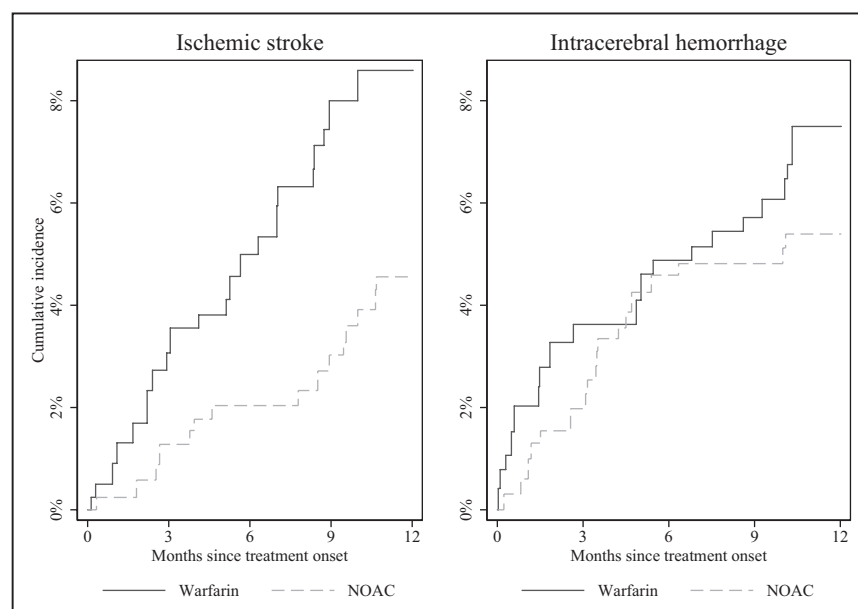 Ischemic stroke
Cumulative incidence
8%
6%
4%
2%
0%
0 3 6 9 12
Months since treatment onset
Warfarin NOAC
Intracerebral hemorrhage
8%
6%
4%
2%
0%
0 3 6 9 12
Months since treatment onset
Warfarin NOAC